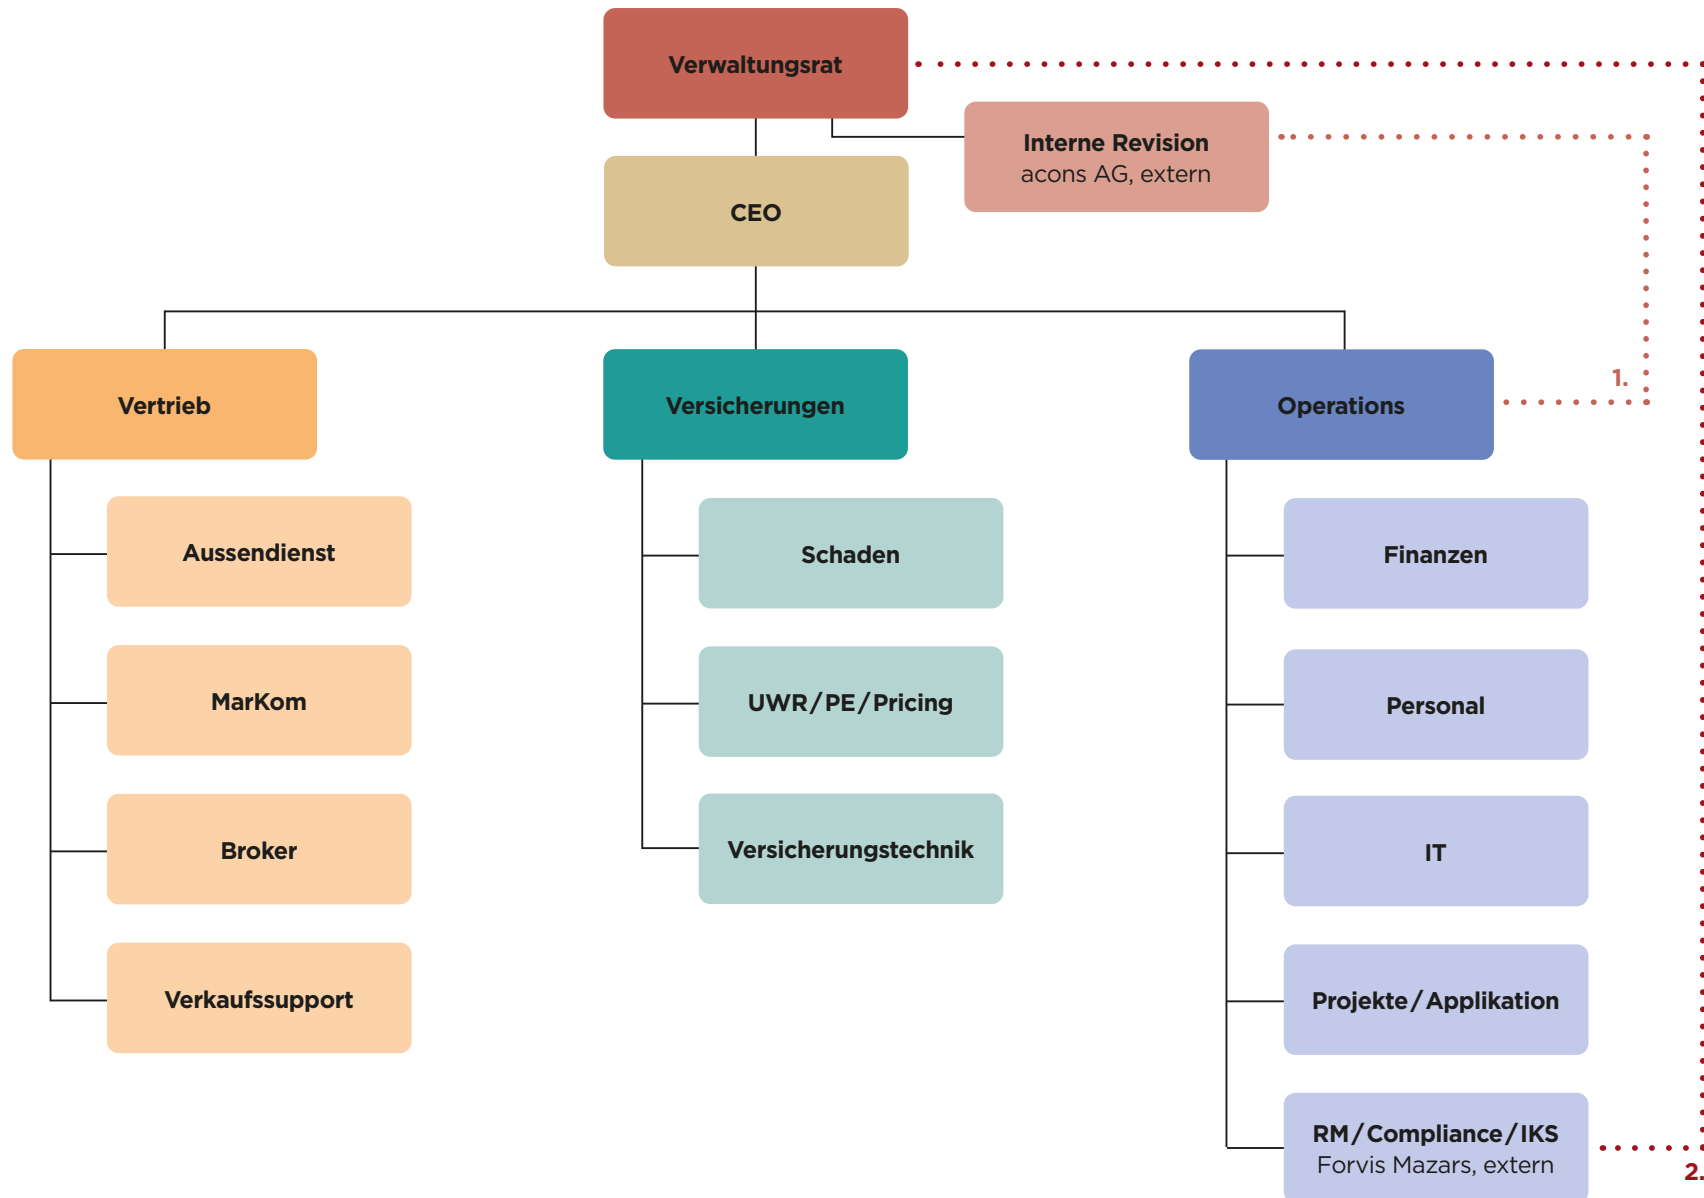 Verwaltungsrat
Interne Revision
acons AG, extern
CEO
1.
Vertrieb
Versicherungen
Operations
Aussendienst
Schaden
Finanzen
MarKom
UWR/PE/Pricing
Personal
Broker
Versicherungstechnik
IT
Verkaufssupport
Projekte/Applikation
RM/Compliance/IKS
Forvis Mazars, extern
2.